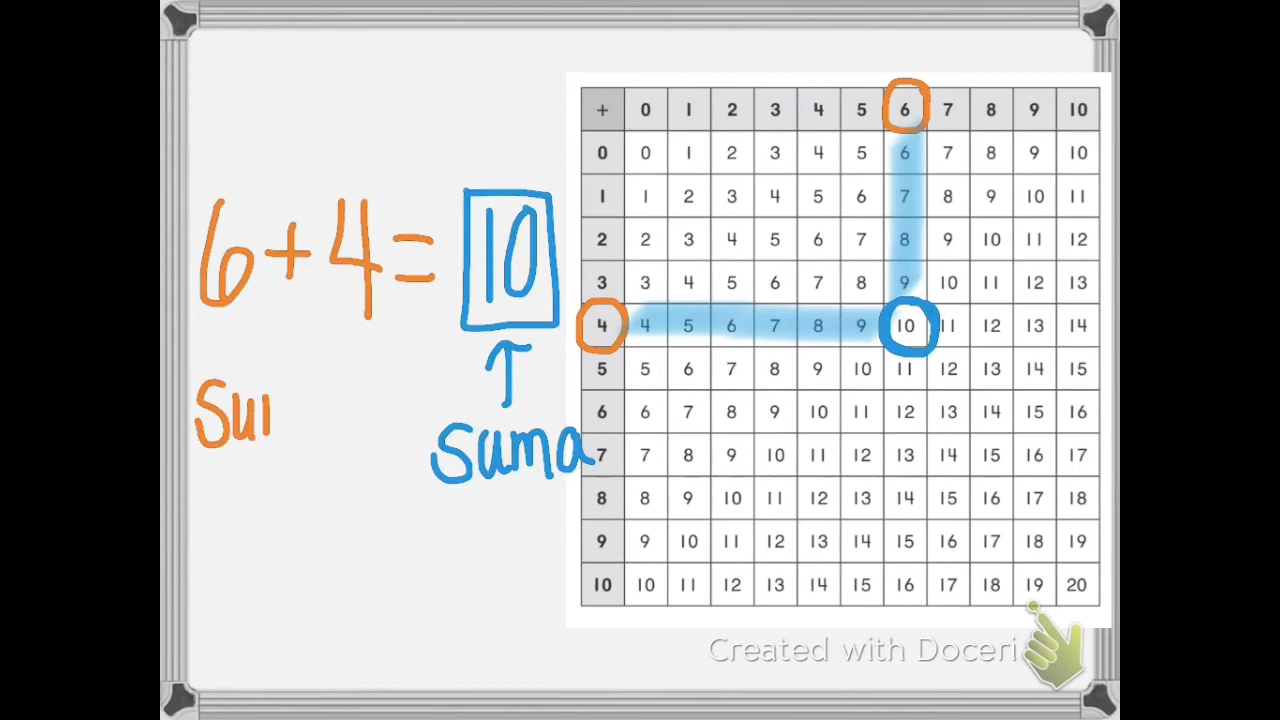 6+4=10
Su
suma
+ 0 1 2 3 4 5 6 7 8 9 10
0 0 1 2 3 4 5 6 7 8 9 10
1 1 2 3 4 5 6 7 8 9 10 11
2 2 3 4 5 6 7 8 9 10 11 12
3 3 4 5 6 7 8 9 10 11 12 13
4 4 5 6 7 8 9 10 11 12 13 14
5 5 6 7 8 9 10 11 12 13 14 15
6 6 7 8 9 10 11 12 13 14 15 16
7 7 8 9 10 11 12 13 14 15 16 17
8 8 9 10 11 12 13 14 15 16 17 18
9 9 10 11 12 13 14 15 16 17 18 19
10 10 11 12 13 14 15 16 17 18 19 20
Created with Doceri